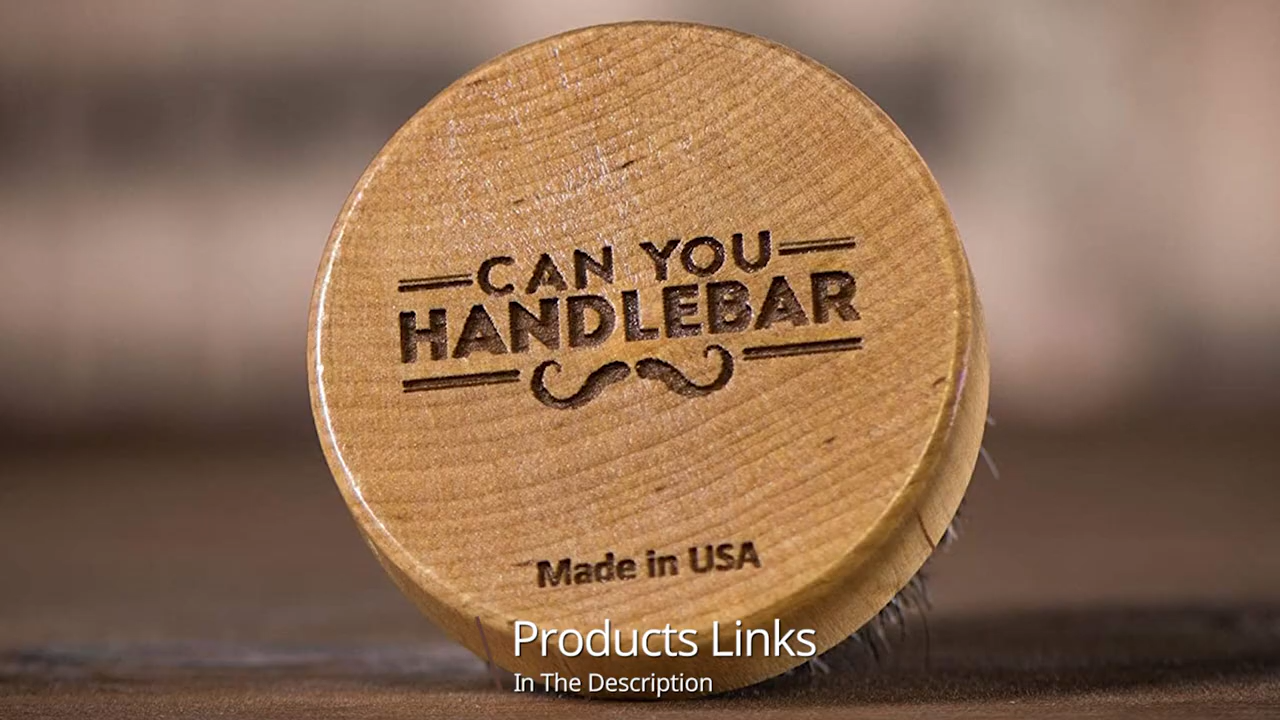 CAN YOU
HANDLEBAR
Made in USA
Products Links
In The Description